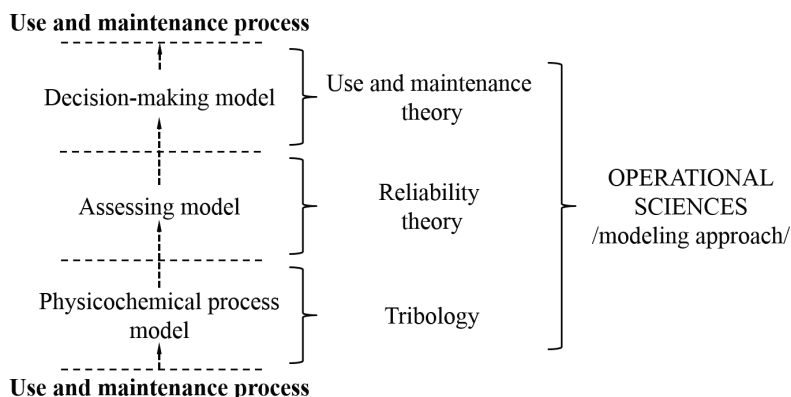 Use and maintenance process
Decision-making model
Use and maintenance
theory
Assessing model
Reliability
theory
Physicochemical process
model
Tribology
OPERATIONAL
SCIENCES
/modeling approach/
Use and maintenance process